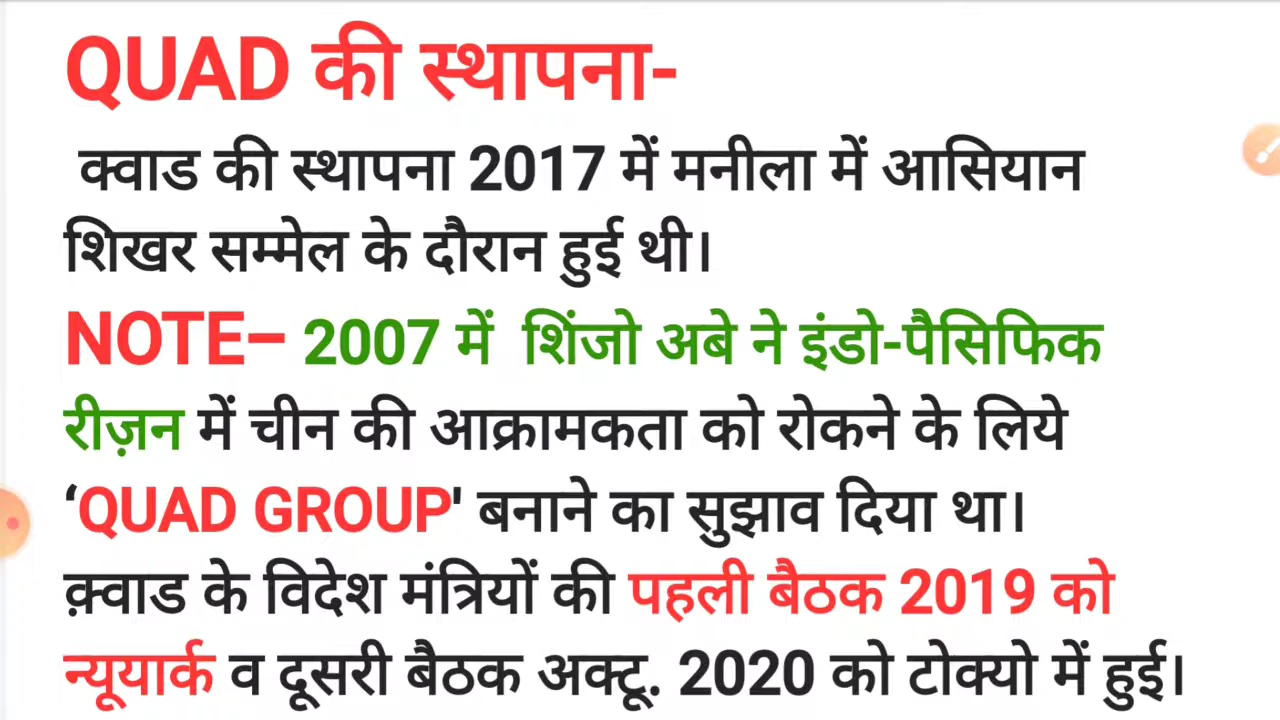 QUAD की स्थापना-
क्वाड की स्थापना 2017 में मनीला में आसियान
शिखर सम्मेल के दौरान हुई थी।
NOTE– 2007 में शिंजो अबे ने इंडो-पैसिफिक
रीज़न में चीन की आक्रामकता को रोकने के लिये
‘QUAD GROUP' बनाने का सुझाव दिया था।
क़्वाड के विदेश मंत्रियों की पहली बैठक 2019 को
न्यूयार्क व दूसरी बैठक अक्टू. 2020 को टोक्यो में हुई।